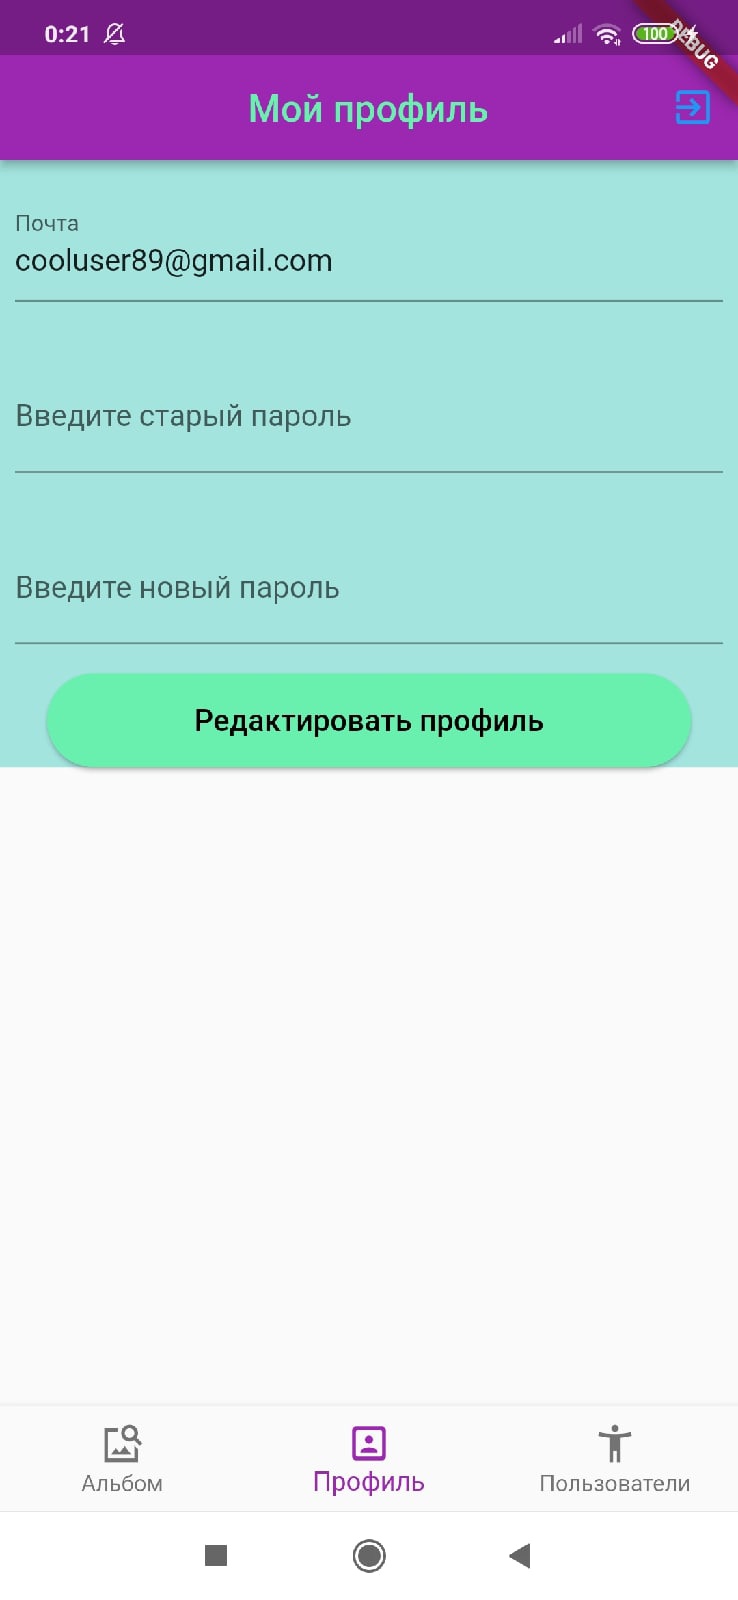 0:21
100
DEBUG
Мой профиль
Почта
cooluser89@gmail.com
Введите старый пароль
Введите новый пароль
Редактировать профиль
Альбом
Профиль
Пользователи